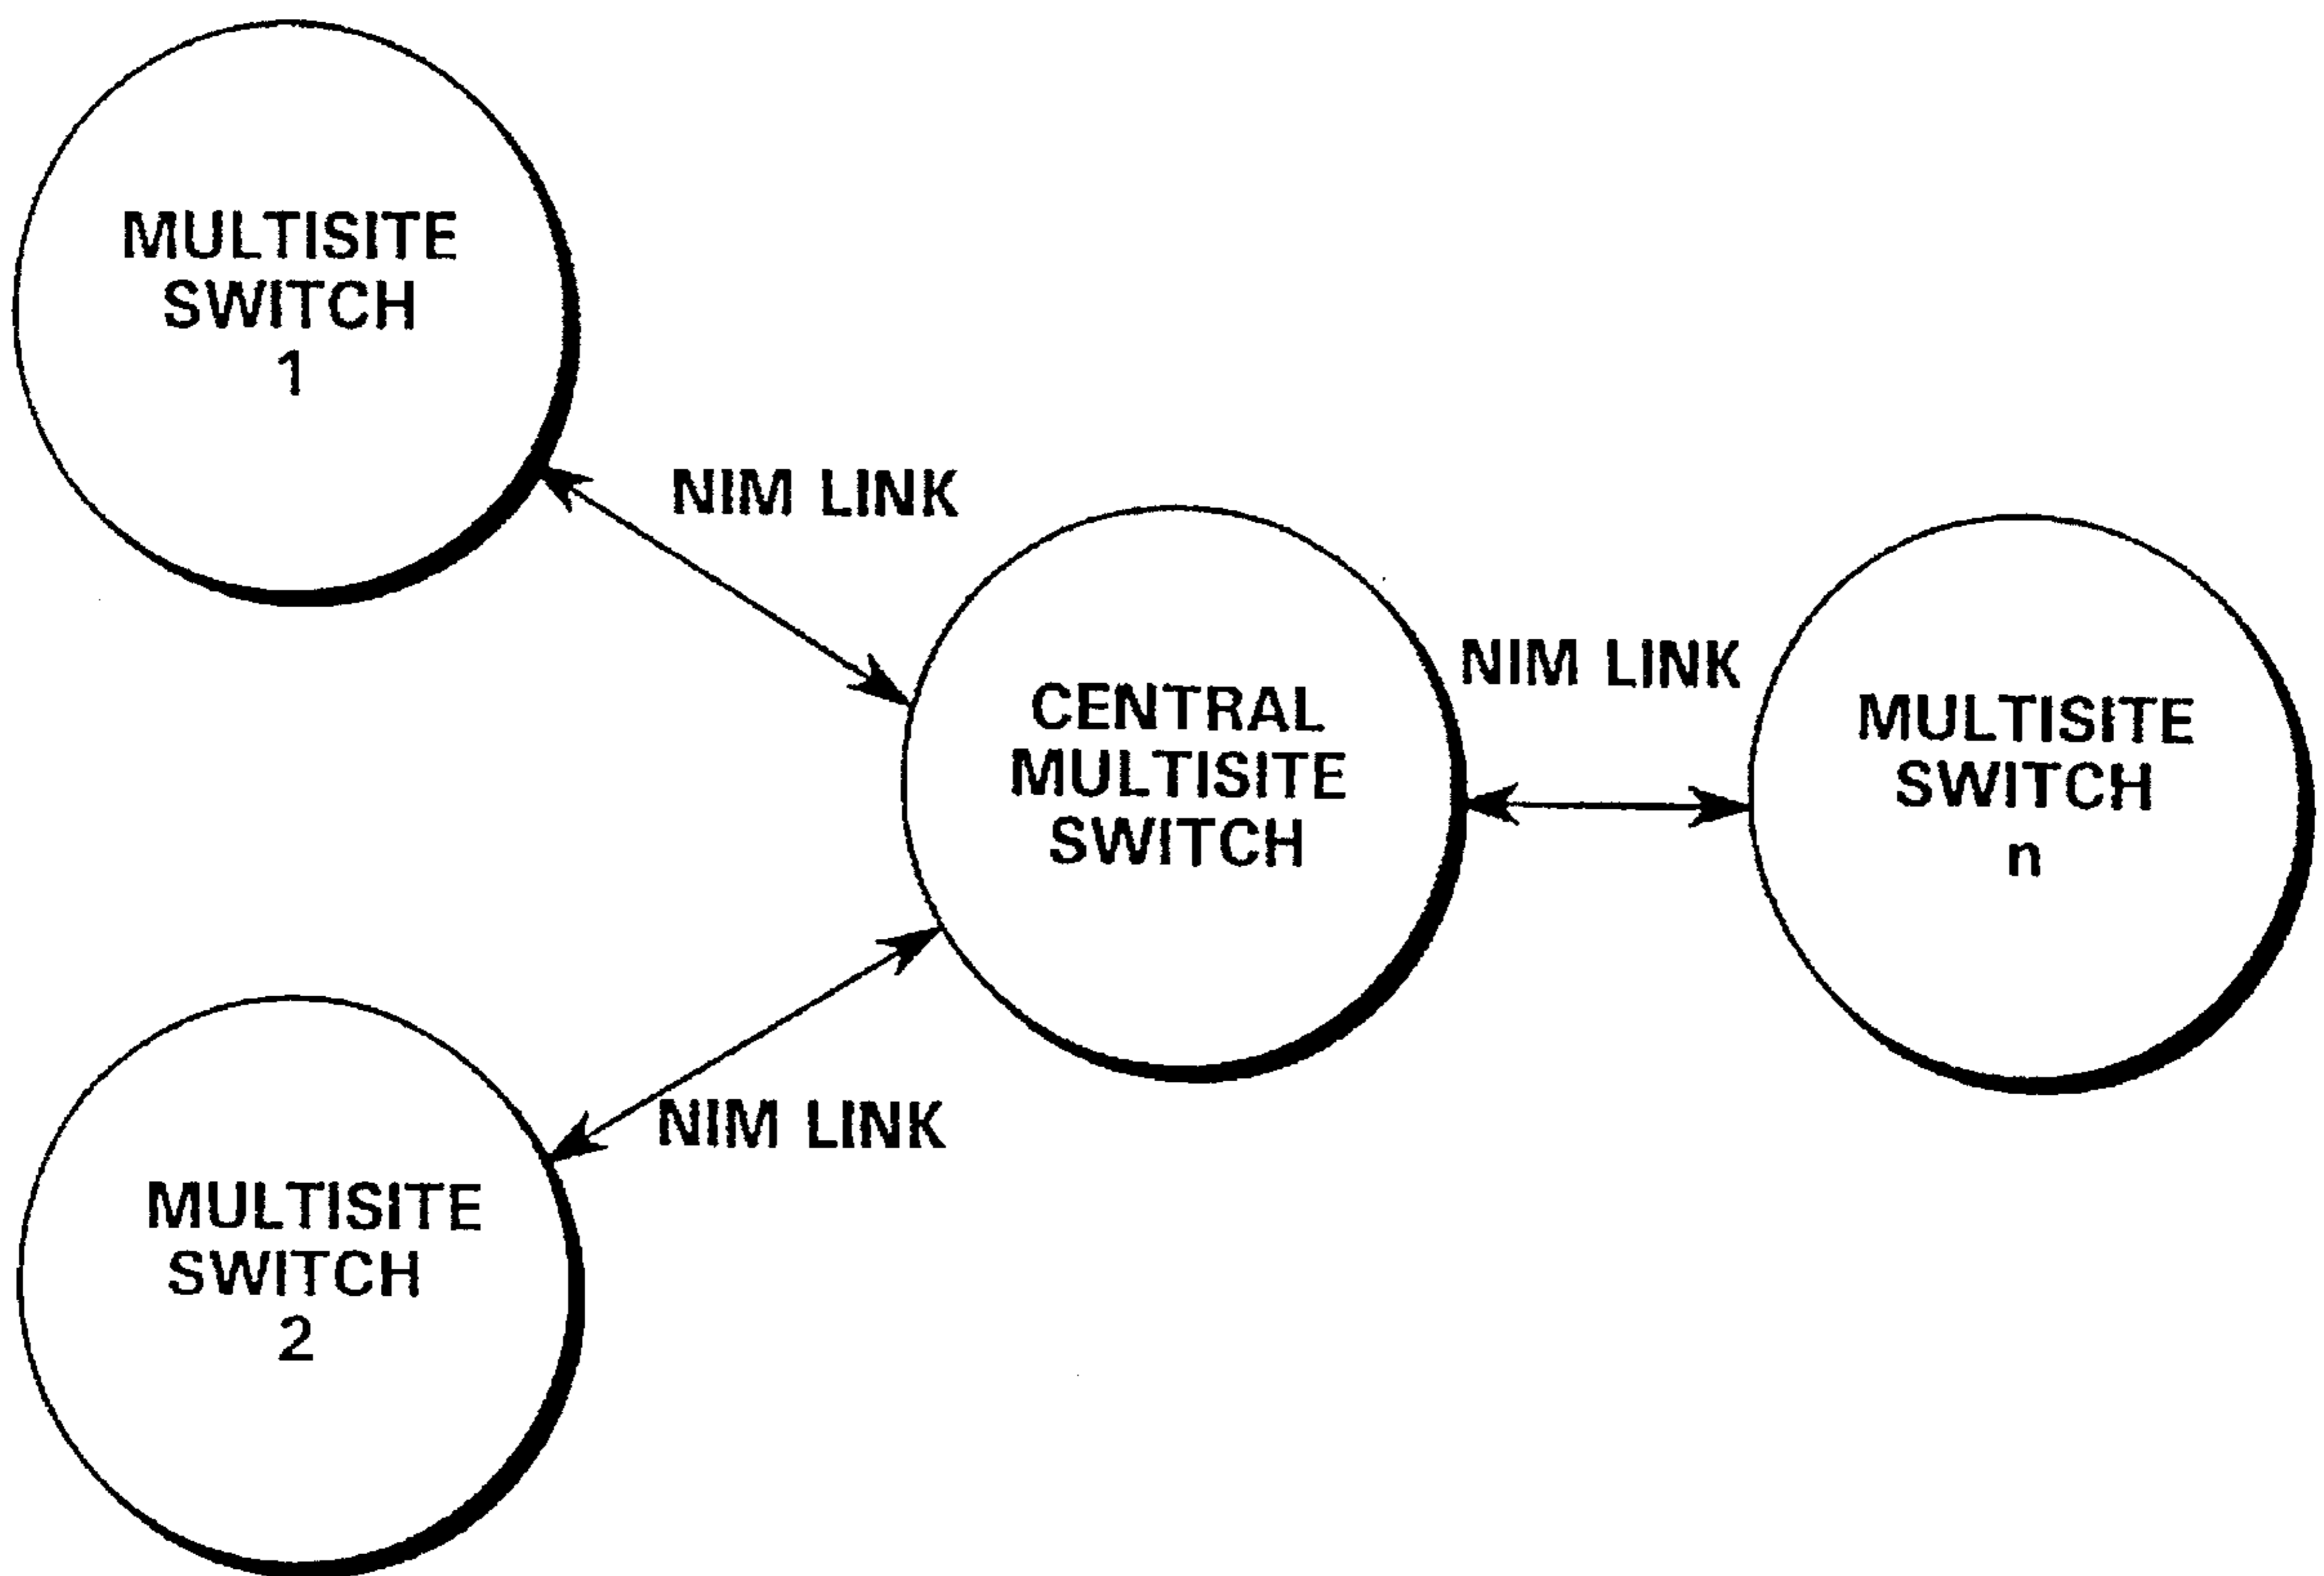 MULTISITE
SWITCH
1
NIM LINK
CENTRAL
MULTISITE
SWITCH
NIM LINK
MULTISITE
SWITCH
n
NIM LINK
MULTISITE
SWITCH
2